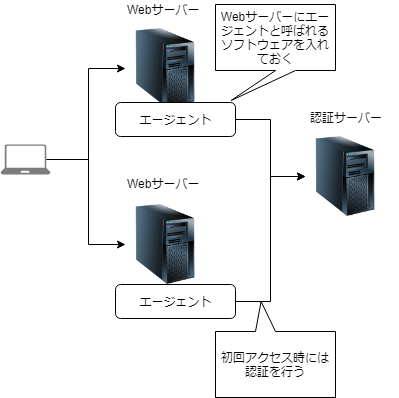 Webサーバー
Webサーバーにエー
ジェントと呼ばれる
ソフトウェアを入れ
ておく
エージェント
認証サーバー
Webサーバー
エージェント
初回アクセス時には
認証を行う